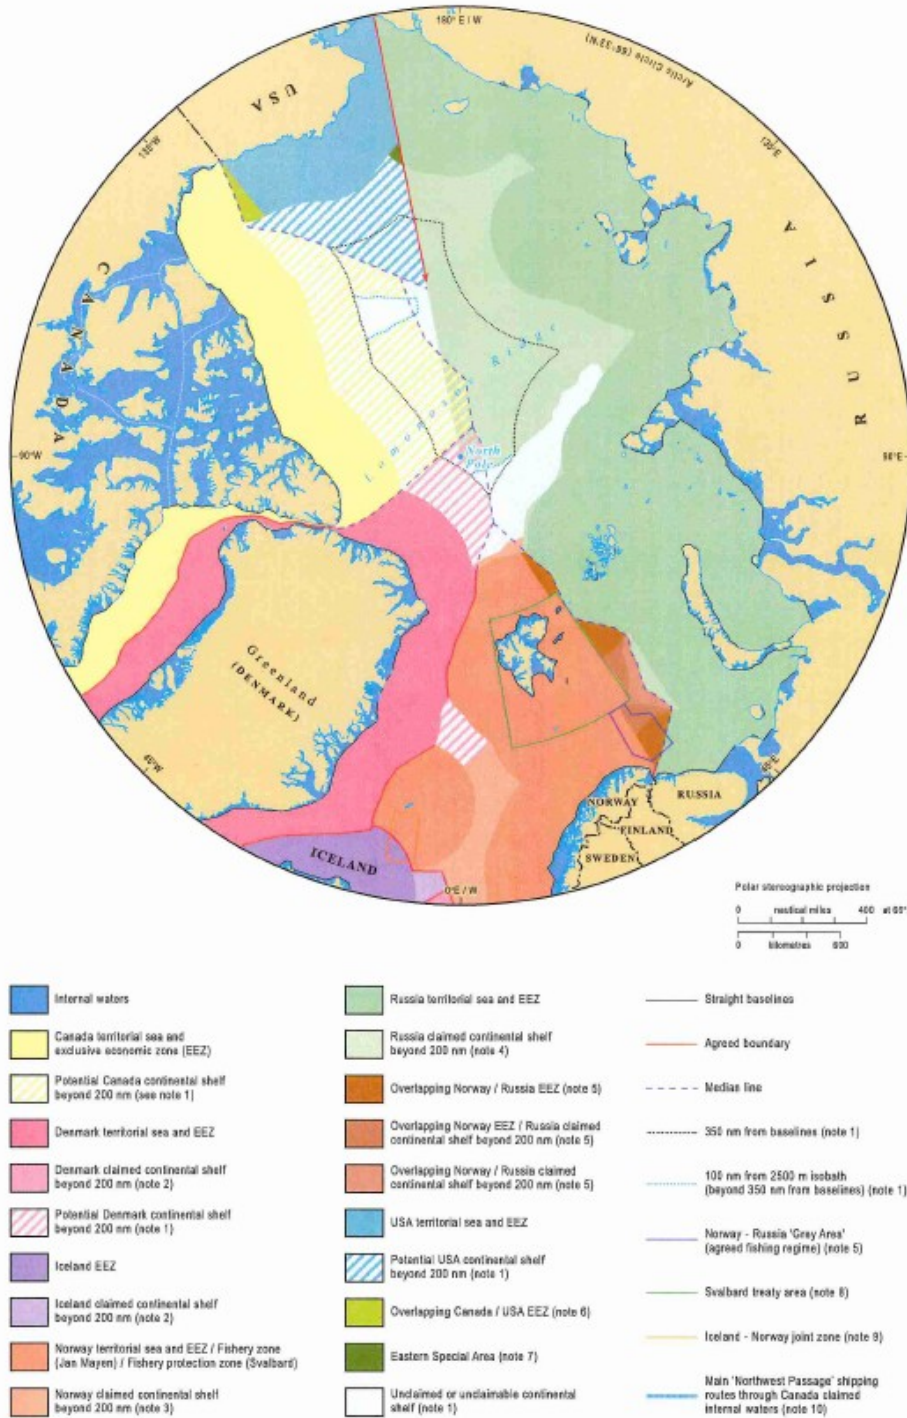 180° E / W
Arctic Circle (66°33'N)
USA
150°W
120°E
CANADA
RUSSIA
Lomonosov Ridge
90°W
North
Pole
90°E
Greenland
(DENMARK)
NORWAY
RUSSIA
FINLAND
SWEDEN
ICELAND
0°E / W
Polar stereographic projection
0 nautical miles 400 at 66°
0 kilometres 600
Internal waters
Canada territorial sea and
exclusive economic zone (EEZ)
Potential Canada continental shelf
beyond 200 nm (see note 1)
Denmark territorial sea and EEZ
Denmark claimed continental shelf
beyond 200 nm (note 2)
Potential Denmark continental shelf
beyond 200 nm (note 1)
Iceland EEZ
Iceland claimed continental shelf
beyond 200 nm (note 2)
Norway territorial sea and EEZ / Fishery zone
(Jan Mayen) / Fishery protection zone (Svalbard)
Norway claimed continental shelf
beyond 200 nm (note 3)
Russia territorial sea and EEZ
Russia claimed continental shelf
beyond 200 nm (note 4)
Overlapping Norway / Russia EEZ (note 5)
Overlapping Norway EEZ / Russia claimed
continental shelf beyond 200 nm (note 5)
Overlapping Norway / Russia claimed
continental shelf beyond 200 nm (note 5)
USA territorial sea and EEZ
Potential USA continental shelf
beyond 200 nm (note 1)
Overlapping Canada / USA EEZ (note 6)
Eastern Special Area (note 7)
Unclaimed or unclaimable continental
shelf (note 1)
Straight baselines
Agreed boundary
Median line
350 nm from baselines (note 1)
100 nm from 2500 m isobath
(beyond 350 nm from baselines) (note 1)
Norway - Russia 'Grey Area'
(agreed fishing regime) (note 5)
Svalbard treaty area (note 8)
Iceland - Norway joint zone (note 9)
Main 'Northwest Passage' shipping
routes through Canada claimed
internal waters (note 10)